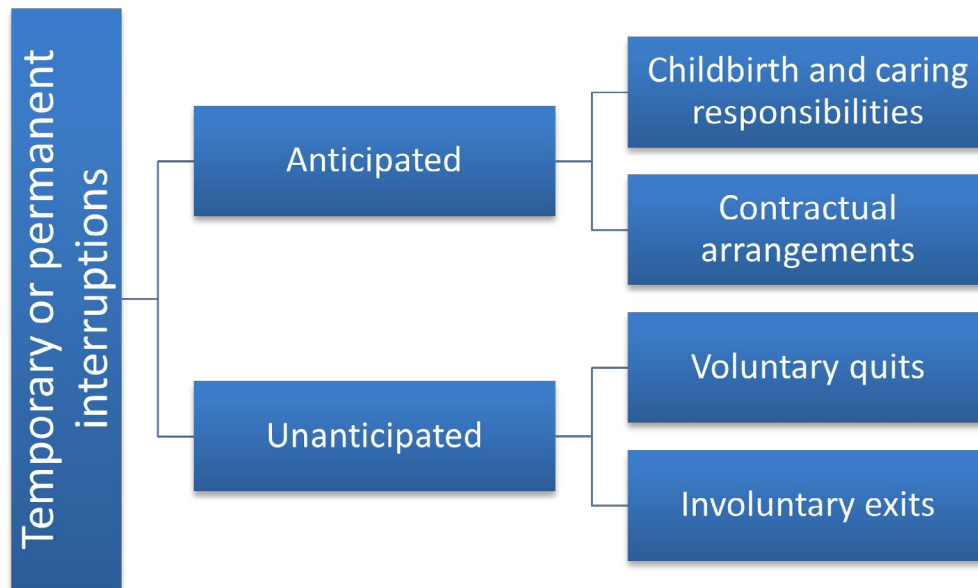 Temporary or permanent
interruptions
Anticipated
Childbirth and caring
responsibilities
Contractual
arrangements
Unanticipated
Voluntary quits
Involuntary exits